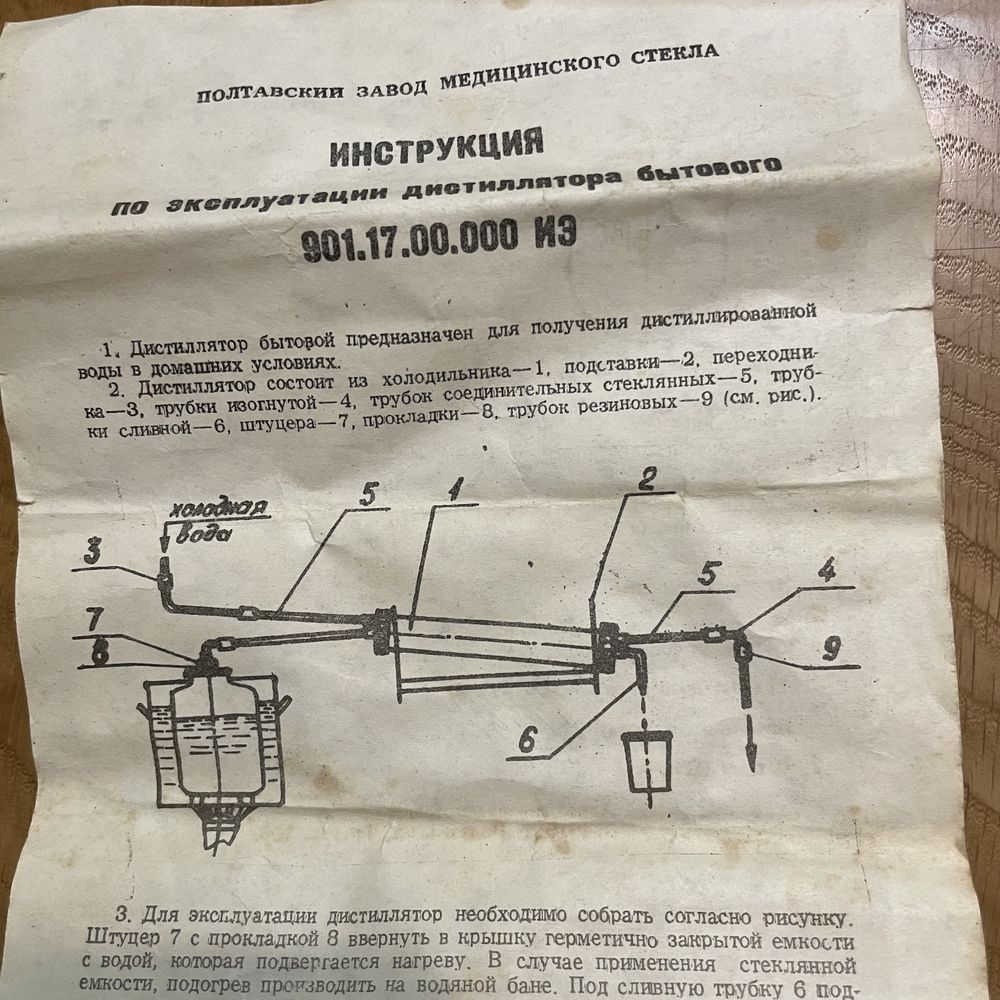 ПОЛТАВСКИЙ ЗАВОД МЕДИЦИНСКОГО СТЕКЛА
ИНСТРУКЦИЯ
по эксплуатации дистиллятора бытового
901.17.00.000 ИЭ
1. Дистиллятор бытовой предназначен для получения дистиллированной
воды в домашних условиях.
2. Дистиллятор состоит из холодильника—1, подставки—2, переходни-
ка—3, трубки изогнутой—4, трубок соединительных стеклянных—5, труб-
ки сливной—6, штуцера—7, прокладки—8, трубок резиновых—9 (см. рис.).
холодная
вода
5
1
2
3
5
4
7
8
9
6
3. Для эксплуатации дистиллятор необходимо собрать согласно рисунку.
Штуцер 7 с прокладкой 8 ввернуть в крышку герметично закрытой емкости
с водой, которая подвергается нагреву. В случае применения стеклянной
емкости, подогрев производить на водяной бане. Под сливную трубку 6 под-